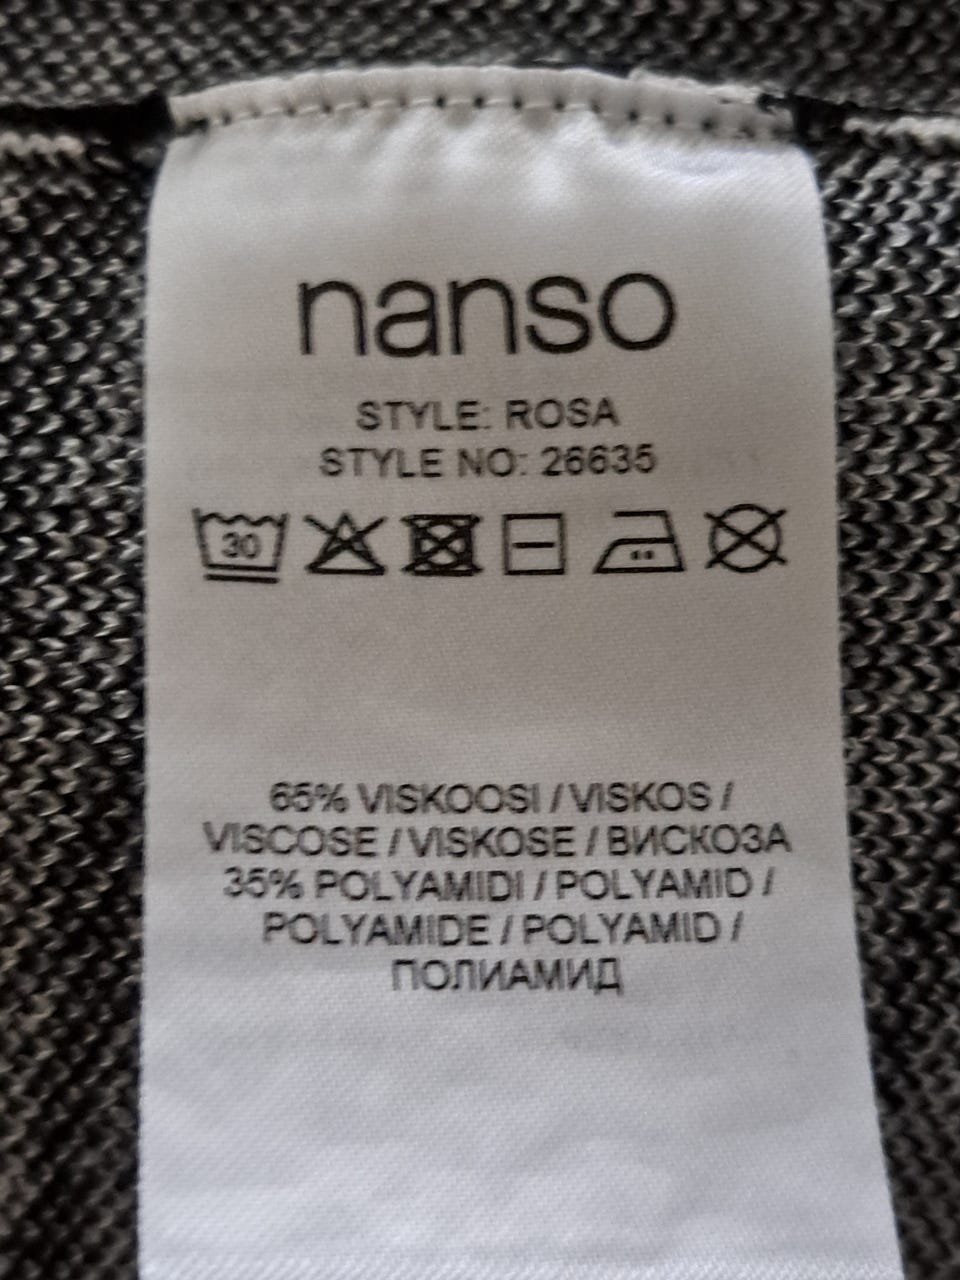 nanso
STYLE: ROSA
STYLE NO: 26635
30
65% VISKOOSI / VISKOS /
VISCOSE / VISKOSE / ВИСКОЗА
35% POLYAMIDI / POLYAMID /
POLYAMIDE / POLYAMID /
ПОЛИАМИД